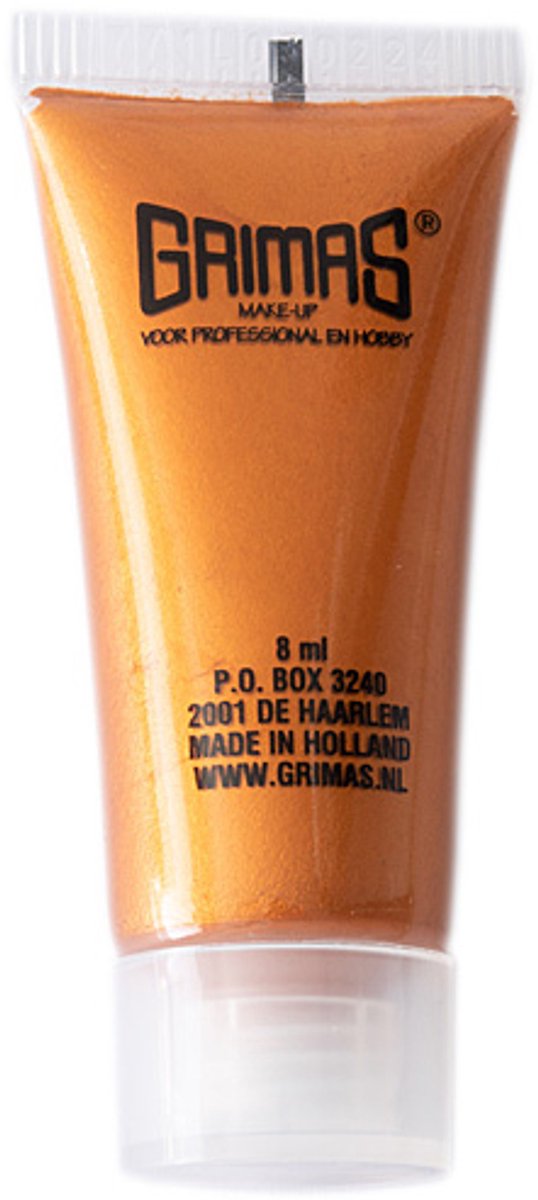 GRIMAS®
MAKE-UP
VOOR PROFESSIONAL EN HOBBY
8 ml
P.O. BOX 3240
2001 DE HAARLEM
MADE IN HOLLAND
WWW.GRIMAS.NL